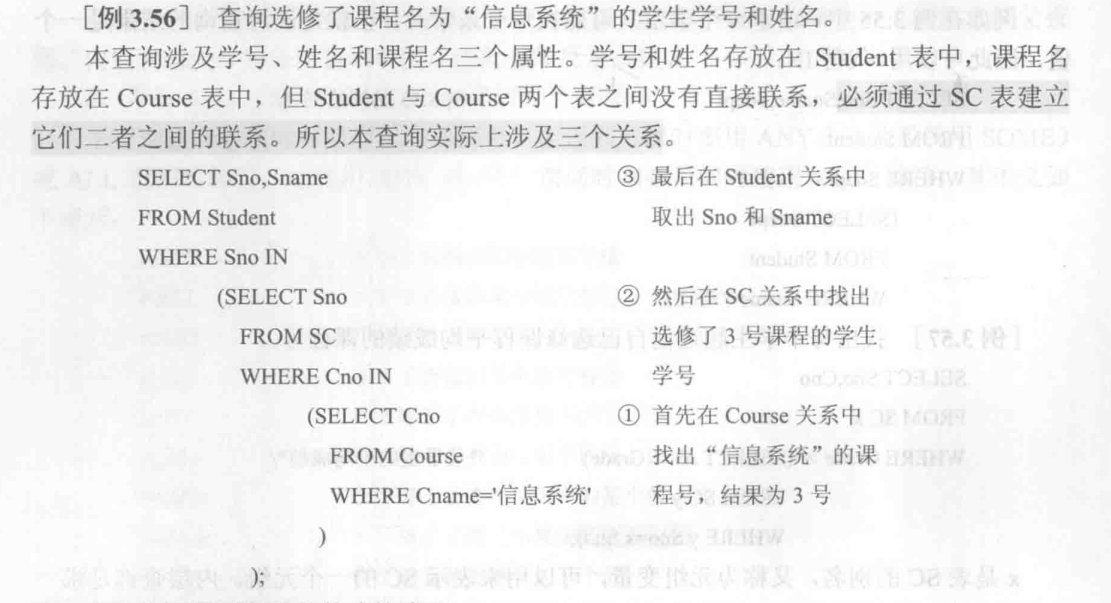 ［例 3.56］ 查询选修了课程名为“信息系统”的学生学号和姓名。
本查询涉及学号、姓名和课程名三个属性。学号和姓名存放在 Student 表中，课程名
存放在 Course 表中，但 Student 与 Course 两个表之间没有直接联系，必须通过 SC 表建立
它们二者之间的联系。所以本查询实际上涉及三个关系。
SELECT Sno,Sname ③ 最后在 Student 关系中
FROM Student 取出 Sno 和 Sname
WHERE Sno IN
(SELECT Sno ② 然后在 SC 关系中找出
FROM SC 选修了 3 号课程的学生
WHERE Cno IN 学号
(SELECT Cno ① 首先在 Course 关系中
FROM Course 找出“信息系统”的课
WHERE Cname='信息系统' 程号，结果为 3 号
)
);